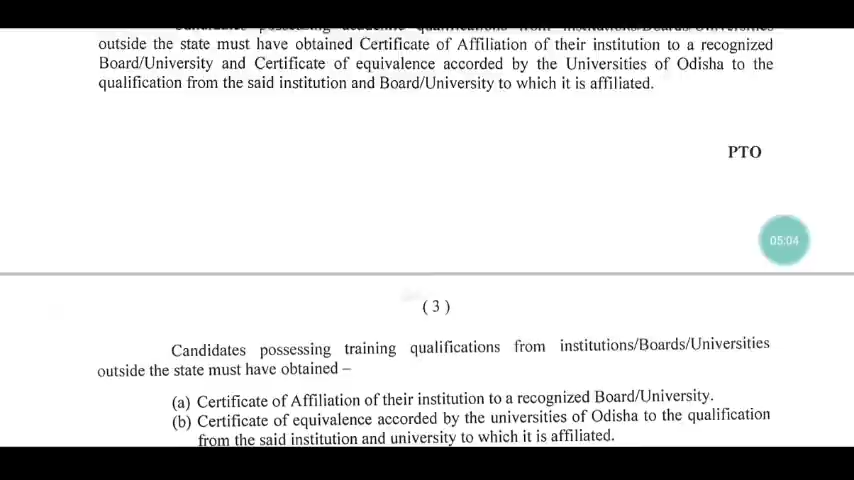 outside the state must have obtained Certificate of Affiliation of their institution to a recognized
Board/University and Certificate of equivalence accorded by the Universities of Odisha to the
qualification from the said institution and Board/University to which it is affiliated.
PTO
05:04
( 3 )
Candidates possessing training qualifications from institutions/Boards/Universities
outside the state must have obtained –
(a) Certificate of Affiliation of their institution to a recognized Board/University.
(b) Certificate of equivalence accorded by the universities of Odisha to the qualification
from the said institution and university to which it is affiliated.